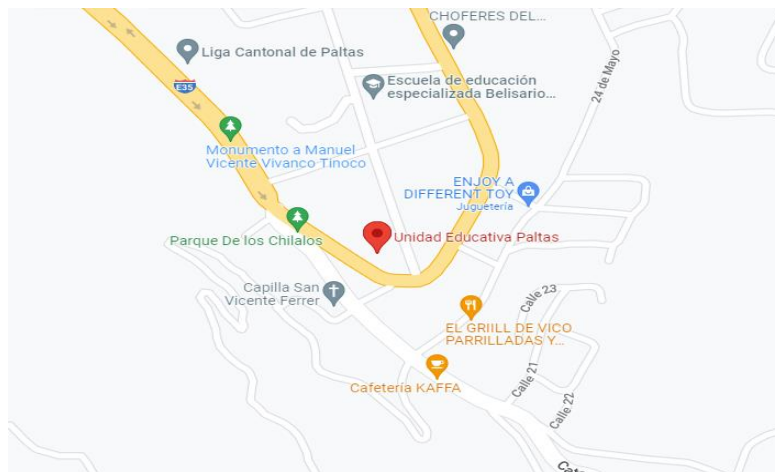 CHOFERES DEL...
Liga Cantonal de Paltas
24 de Mayo
Escuela de educación
especializada Belisario...
E35
Monumento a Manuel
Vicente Vivanco Tinoco
ENJOY A
DIFFERENT TOY
Juguetería
Parque De los Chilalos
Unidad Educativa Paltas
Capilla San
Vicente Ferrer
Calle 23
EL GRIILL DE VICO
PARRILLADAS Y...
Cafetería KAFFA
Calle 21
Calle 22